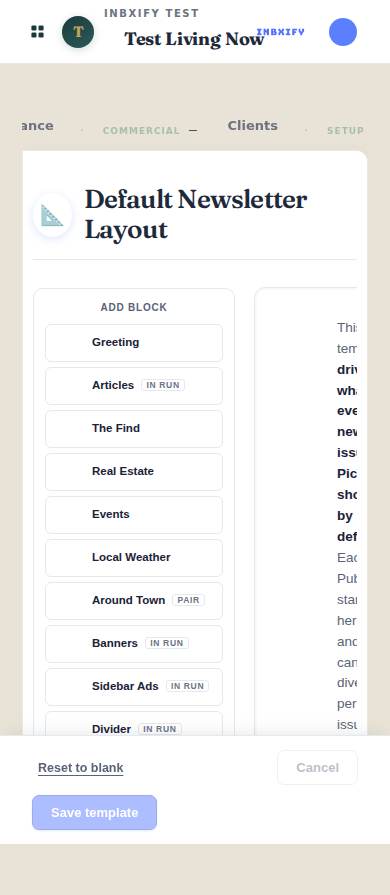 INBXIFY TEST
Test Living Now
INBXIFY
T
ance · COMMERCIAL — Clients · SETUP
Default Newsletter
Layout
ADD BLOCK
Greeting
Articles IN RUN
The Find
Real Estate
Events
Local Weather
Around Town PAIR
Banners IN RUN
Sidebar Ads IN RUN
Divider IN RUN
This
tem
driv
wha
eve
new
issu
Pic
sho
by
def
Eac
Pub
star
her
and
can
dive
per
issu
Reset to blank
Cancel
Save template